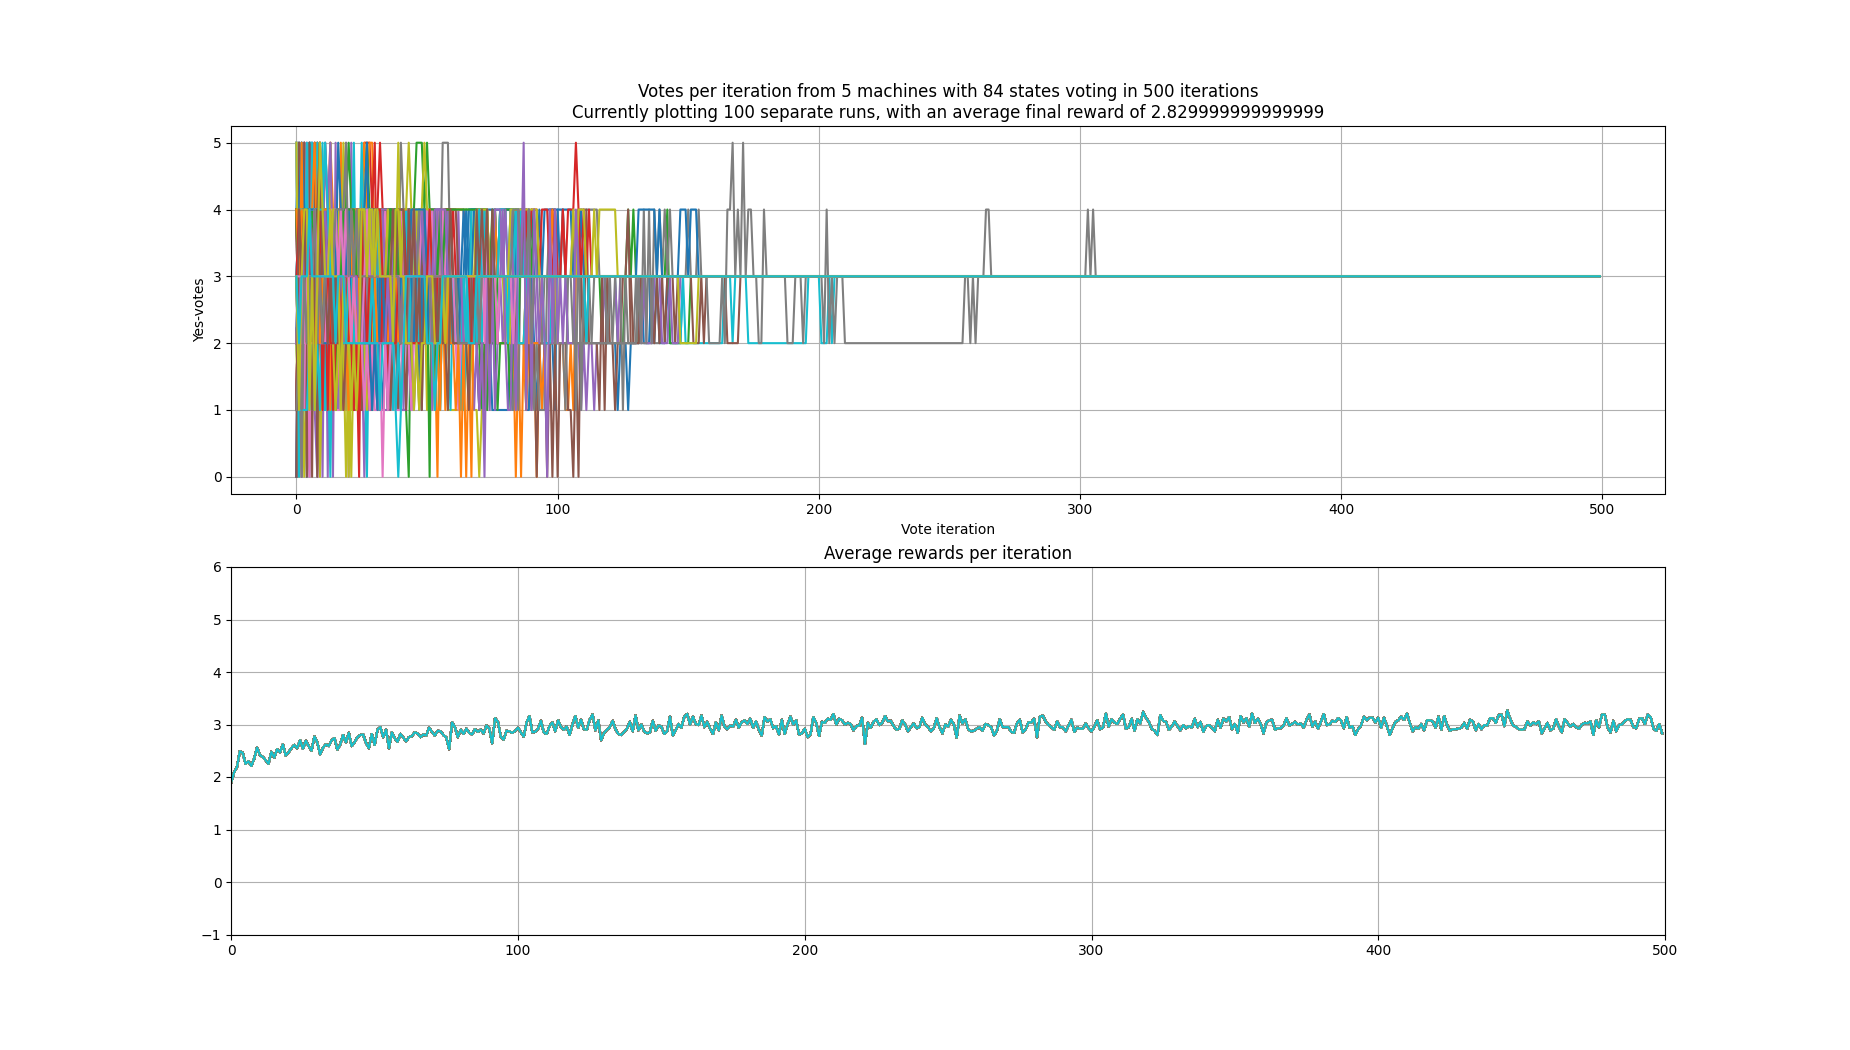 Votes per iteration from 5 machines with 84 states voting in 500 iterations
Currently plotting 100 separate runs, with an average final reward of 2.829999999999999
5
4
3
2
1
0
Yes-votes
0 100 200 300 400 500
Vote iteration
Average rewards per iteration
6
5
4
3
2
1
0
−1
0 100 200 300 400 500